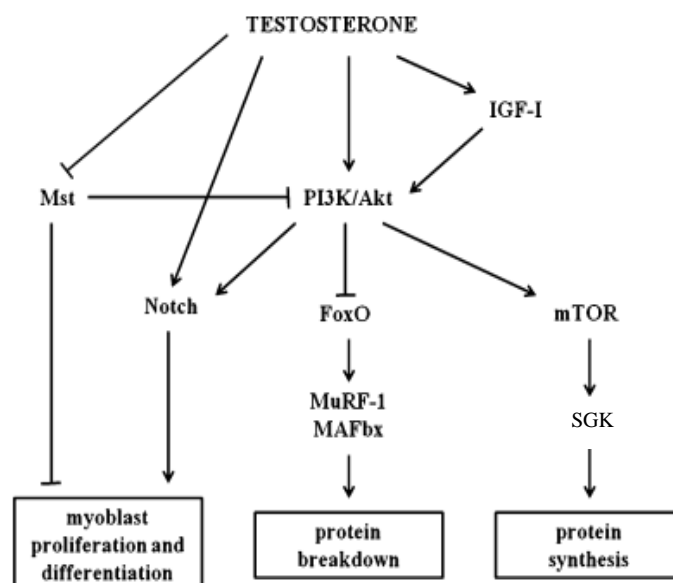 TESTOSTERONE
IGF-I
Mst
PI3K/Akt
Notch
FoxO
mTOR
MuRF-1
MAFbx
SGK
myoblast
proliferation and
differentiation
protein
breakdown
protein
synthesis